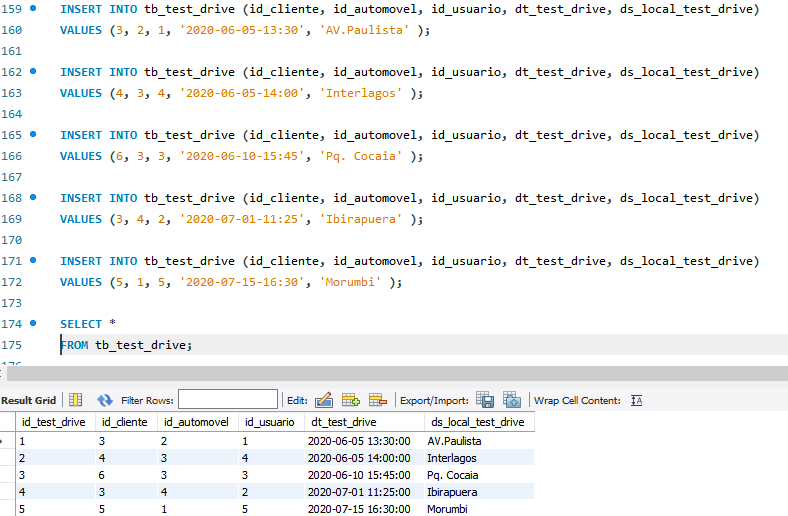 159 INSERT INTO tb_test_drive (id_cliente, id_automovel, id_usuario, dt_test_drive, ds_local_test_drive)
160 VALUES (3, 2, 1, '2020-06-05-13:30', 'AV.Paulista' );
161
162 INSERT INTO tb_test_drive (id_cliente, id_automovel, id_usuario, dt_test_drive, ds_local_test_drive)
163 VALUES (4, 3, 4, '2020-06-05-14:00', 'Interlagos' );
164
165 INSERT INTO tb_test_drive (id_cliente, id_automovel, id_usuario, dt_test_drive, ds_local_test_drive)
166 VALUES (6, 3, 3, '2020-06-10-15:45', 'Pq. Cocaia' );
167
168 INSERT INTO tb_test_drive (id_cliente, id_automovel, id_usuario, dt_test_drive, ds_local_test_drive)
169 VALUES (3, 4, 2, '2020-07-01-11:25', 'Ibirapuera' );
170
171 INSERT INTO tb_test_drive (id_cliente, id_automovel, id_usuario, dt_test_drive, ds_local_test_drive)
172 VALUES (5, 1, 5, '2020-07-15-16:30', 'Morumbi' );
173
174 SELECT *
175 FROM tb_test_drive;
Result Grid Filter Rows: Edit: Export/Import: Wrap Cell Content:
id_test_drive id_cliente id_automovel id_usuario dt_test_drive ds_local_test_drive
1 3 2 1 2020-06-05 13:30:00 AV.Paulista
2 4 3 4 2020-06-05 14:00:00 Interlagos
3 6 3 3 2020-06-10 15:45:00 Pq. Cocaia
4 3 4 2 2020-07-01 11:25:00 Ibirapuera
5 5 1 5 2020-07-15 16:30:00 Morumbi